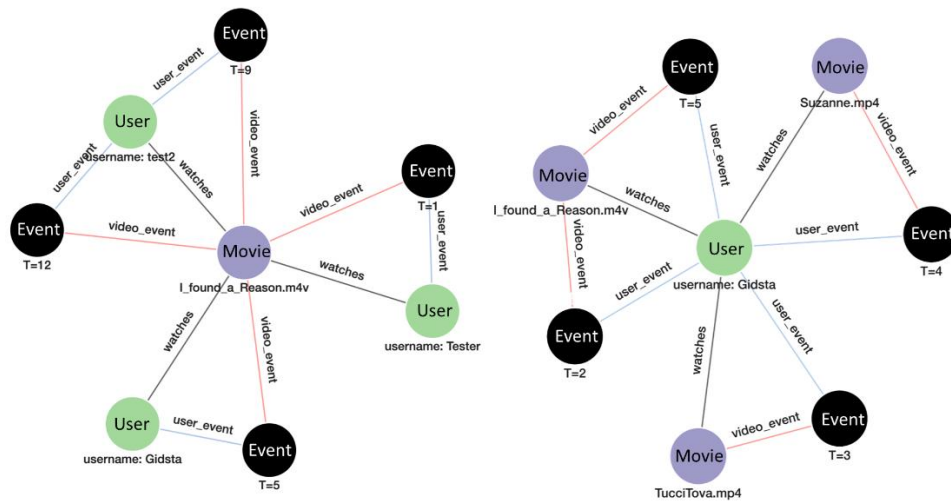 Event
T=9
user_event
User
username: test2
user_event
video_event
watches
Event
T=12
video_event
video_event
Event
T=1
user_event
Movie
I_found_a_Reason.m4v
watches
User
username: Tester
watches
video_event
User
username: Gidsta
user_event
Event
T=5
Event
T=5
video_event
user_event
Movie
Suzanne.mp4
watches
video_event
Movie
I_found_a_Reason.m4v
watches
video_event
User
username: Gidsta
user_event
Event
T=4
user_event
Event
T=2
watches
user_event
Movie
TucciTova.mp4
video_event
Event
T=3